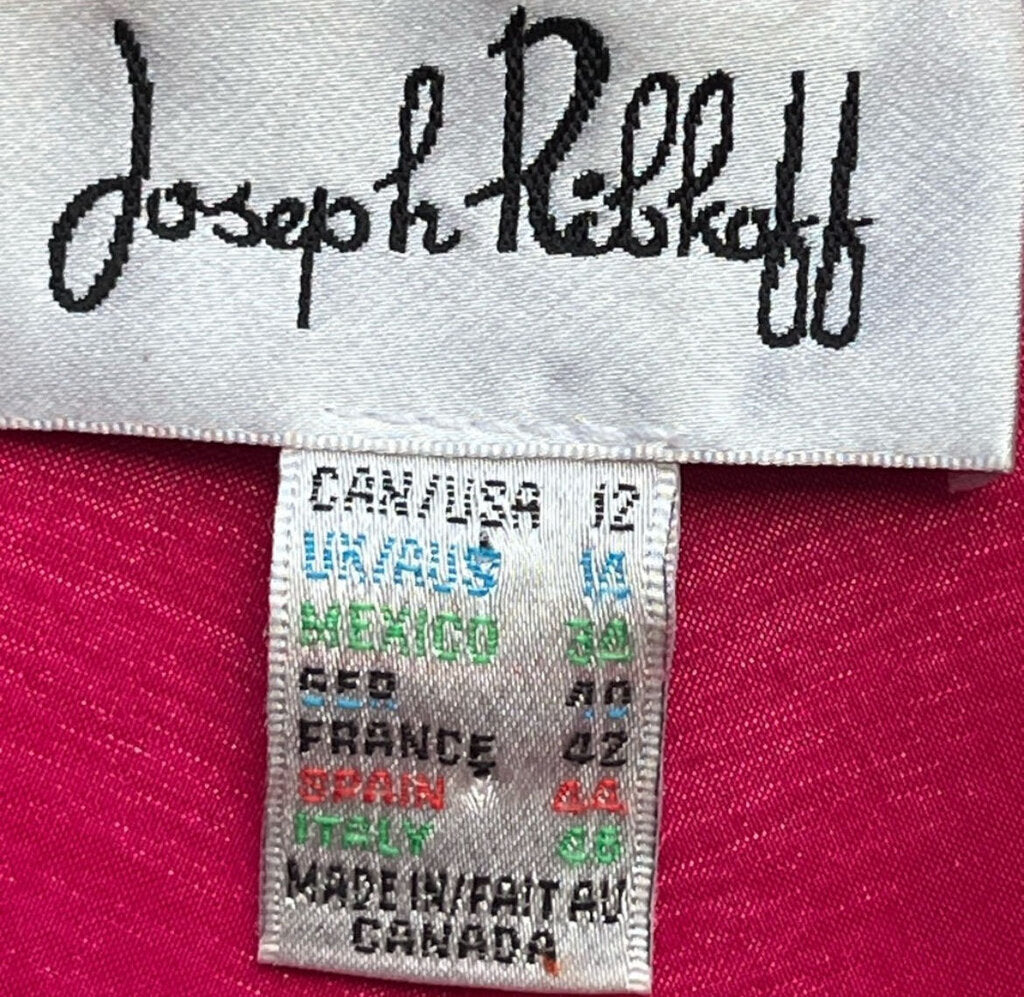 Joseph Ribkoff
CAN/USA 12
UK/AUS 14
MEXICO 34
GER 40
FRANCE 42
SPAIN 44
ITALY 48
MADE IN/FAIT AU
CANADA